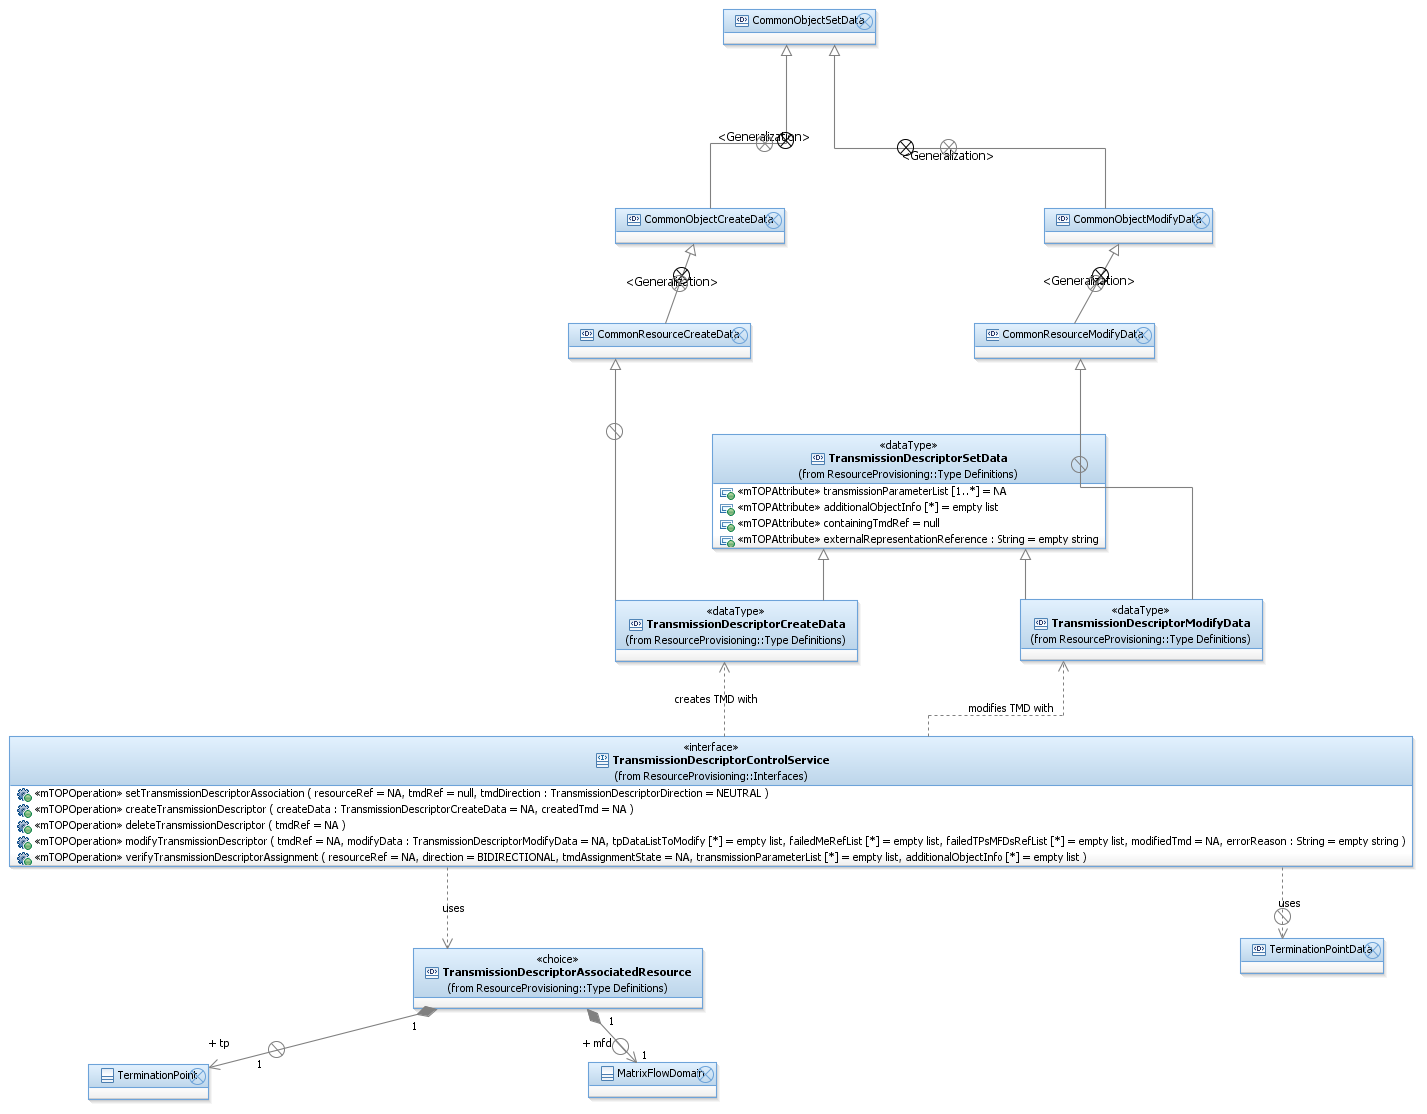 CommonObjectSetData
<Generalization>
<Generalization>
CommonObjectCreateData
CommonObjectModifyData
<Generalization>
<Generalization>
CommonResourceCreateData
CommonResourceModifyData
«dataType»
TransmissionDescriptorSetData
(from ResourceProvisioning::Type Definitions)
«mTOPAttribute» transmissionParameterList [1..*] = NA
«mTOPAttribute» additionalObjectInfo [*] = empty list
«mTOPAttribute» containingTmdRef = null
«mTOPAttribute» externalRepresentationReference : String = empty string
«dataType»
TransmissionDescriptorCreateData
(from ResourceProvisioning::Type Definitions)
«dataType»
TransmissionDescriptorModifyData
(from ResourceProvisioning::Type Definitions)
creates TMD with
modifies TMD with
«interface»
TransmissionDescriptorControlService
(from ResourceProvisioning::Interfaces)
«mTOPOperation» setTransmissionDescriptorAssociation ( resourceRef = NA, tmdRef = null, tmdDirection : TransmissionDescriptorDirection = NEUTRAL )
«mTOPOperation» createTransmissionDescriptor ( createData : TransmissionDescriptorCreateData = NA, createdTmd = NA )
«mTOPOperation» deleteTransmissionDescriptor ( tmdRef = NA )
«mTOPOperation» modifyTransmissionDescriptor ( tmdRef = NA, modifyData : TransmissionDescriptorModifyData = NA, tpDataListToModify [*] = empty list, failedMeRefList [*] = empty list, failedTPsMFDsRefList [*] = empty list, modifiedTmd = NA, errorReason : String = empty string )
«mTOPOperation» verifyTransmissionDescriptorAssignment ( resourceRef = NA, direction = BIDIRECTIONAL, tmdAssignmentState = NA, transmissionParameterList [*] = empty list, additionalObjectInfo [*] = empty list )
uses
uses
«choice»
TransmissionDescriptorAssociatedResource
(from ResourceProvisioning::Type Definitions)
TerminationPointData
1
1
+ tp
+ mfd
1
1
TerminationPoint
MatrixFlowDomain